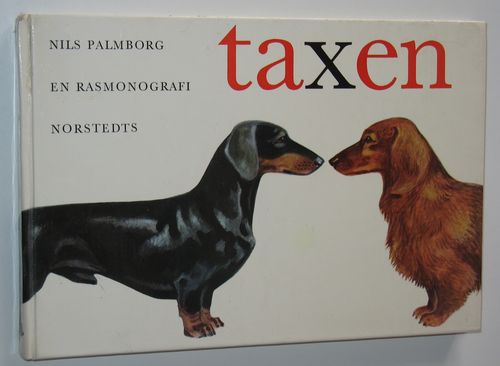 NILS PALMBORG
taxen
EN RASMONOGRAFI
NORSTEDTS